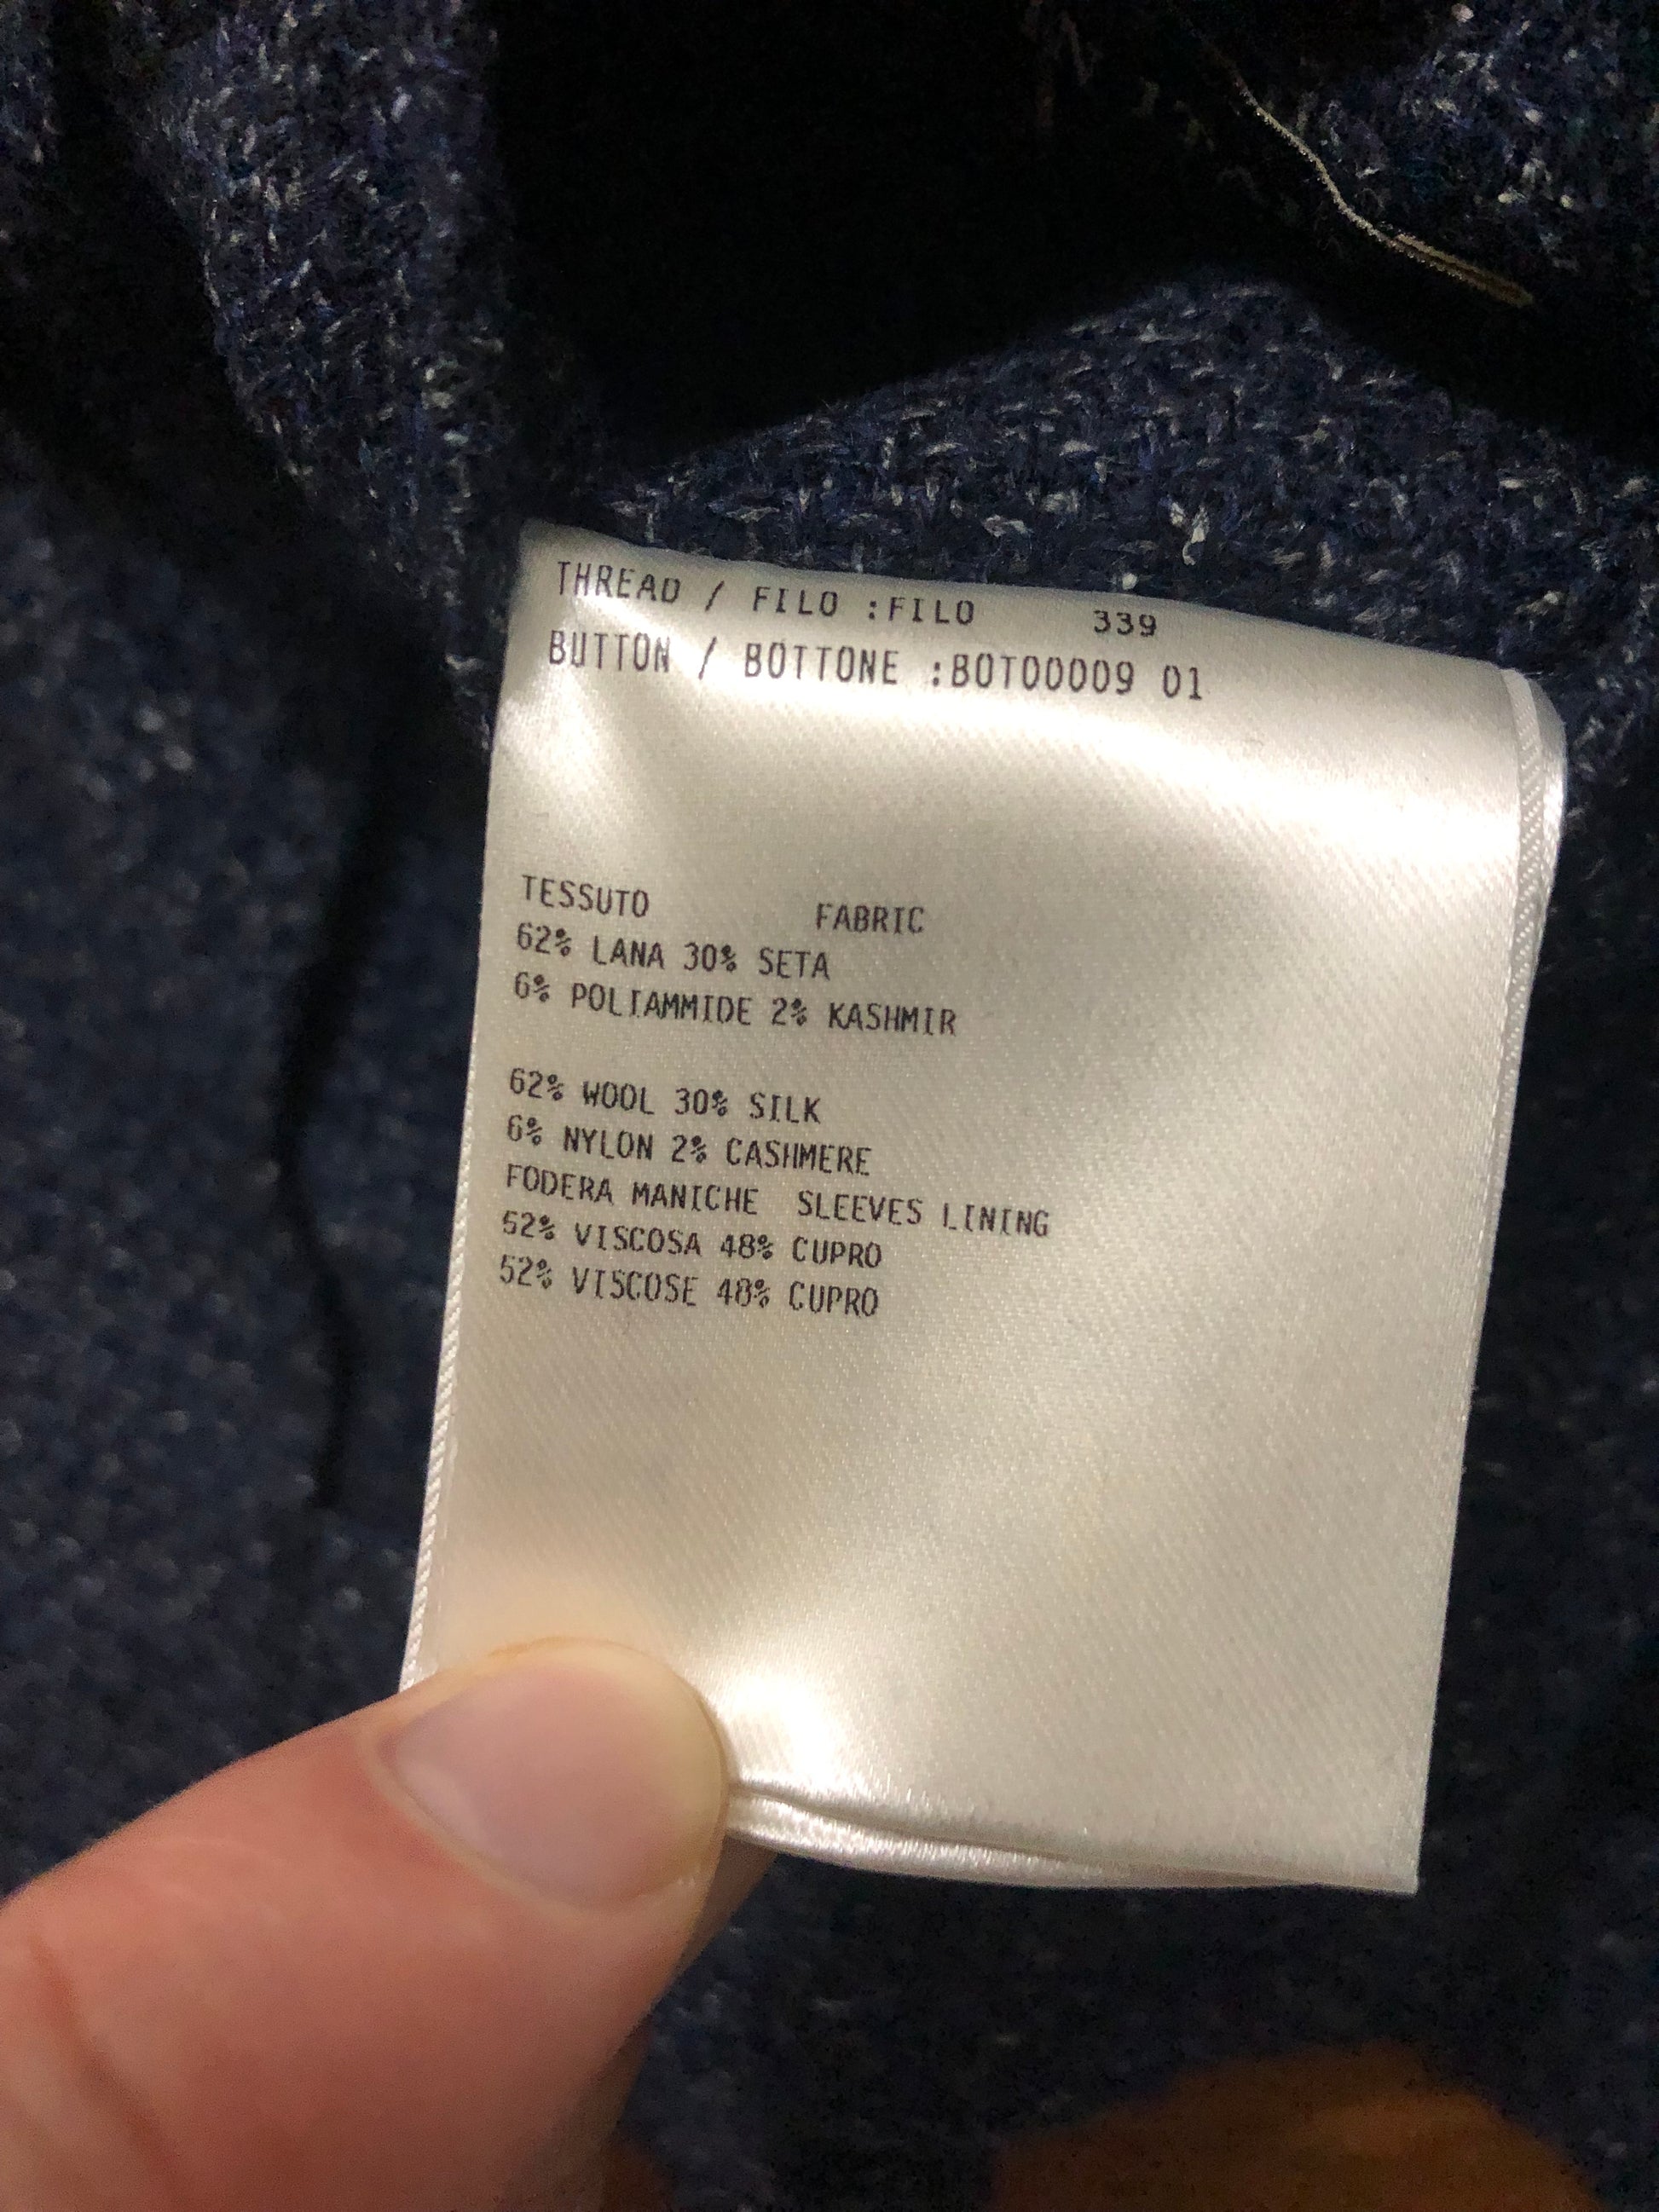 THREAD / FILO :FILO 339
BUTTON / BOTTONE :BOT00009 01
TESSUTO FABRIC
62% LANA 30% SETA
6% POLIAMMIDE 2% KASHMIR
62% WOOL 30% SILK
6% NYLON 2% CASHMERE
FODERA MANICHE SLEEVES LINING
52% VISCOSA 48% CUPRO
52% VISCOSE 48% CUPRO